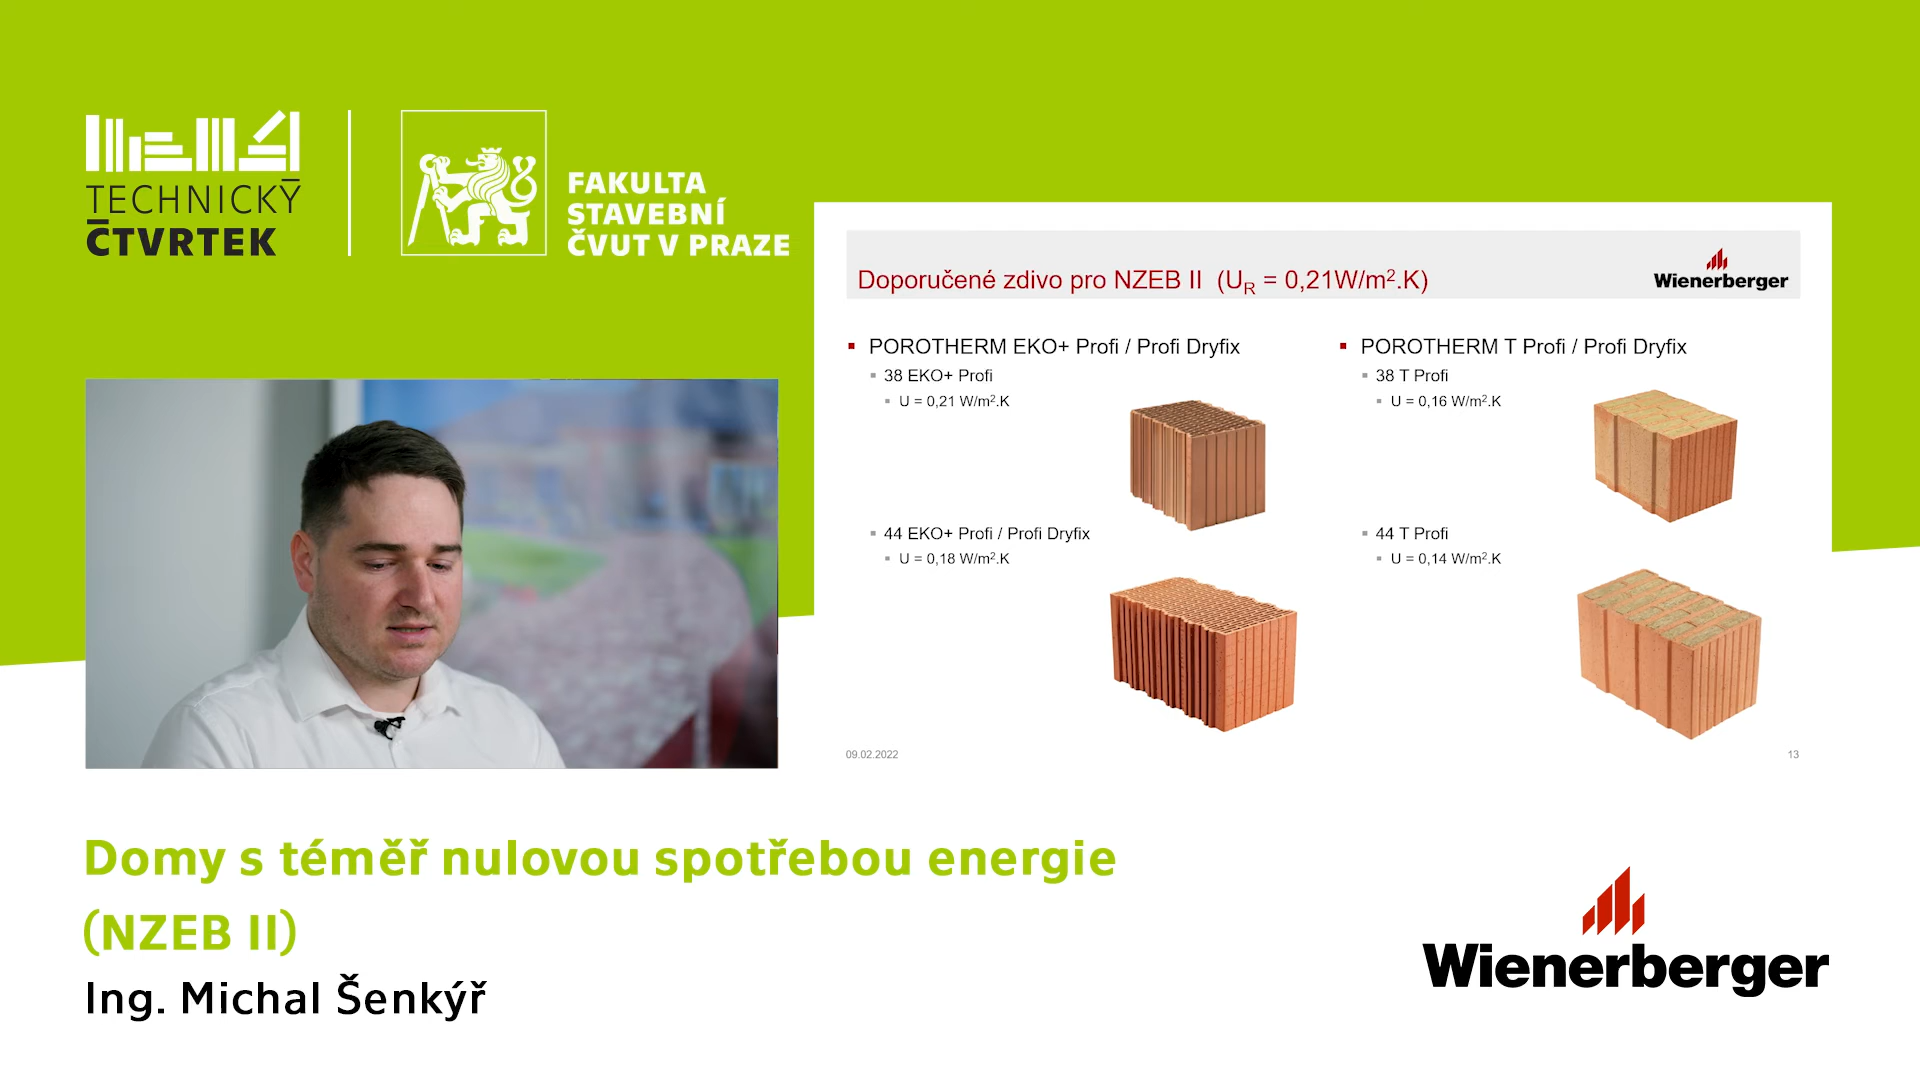 TECHNICKÝ
ČTVRTEK
FAKULTA
STAVEBNÍ
ČVUT V PRAZE
Doporučené zdivo pro NZEB II (U_R = 0,21W/m².K)
Wienerberger
POROTHERM EKO+ Profi / Profi Dryfix
38 EKO+ Profi
U = 0,21 W/m².K
44 EKO+ Profi / Profi Dryfix
U = 0,18 W/m².K
POROTHERM T Profi / Profi Dryfix
38 T Profi
U = 0,16 W/m².K
44 T Profi
U = 0,14 W/m².K
09.02.2022
13
Domy s téměř nulovou spotřebou energie
(NZEB II)
Ing. Michal Šenkýř
Wienerberger